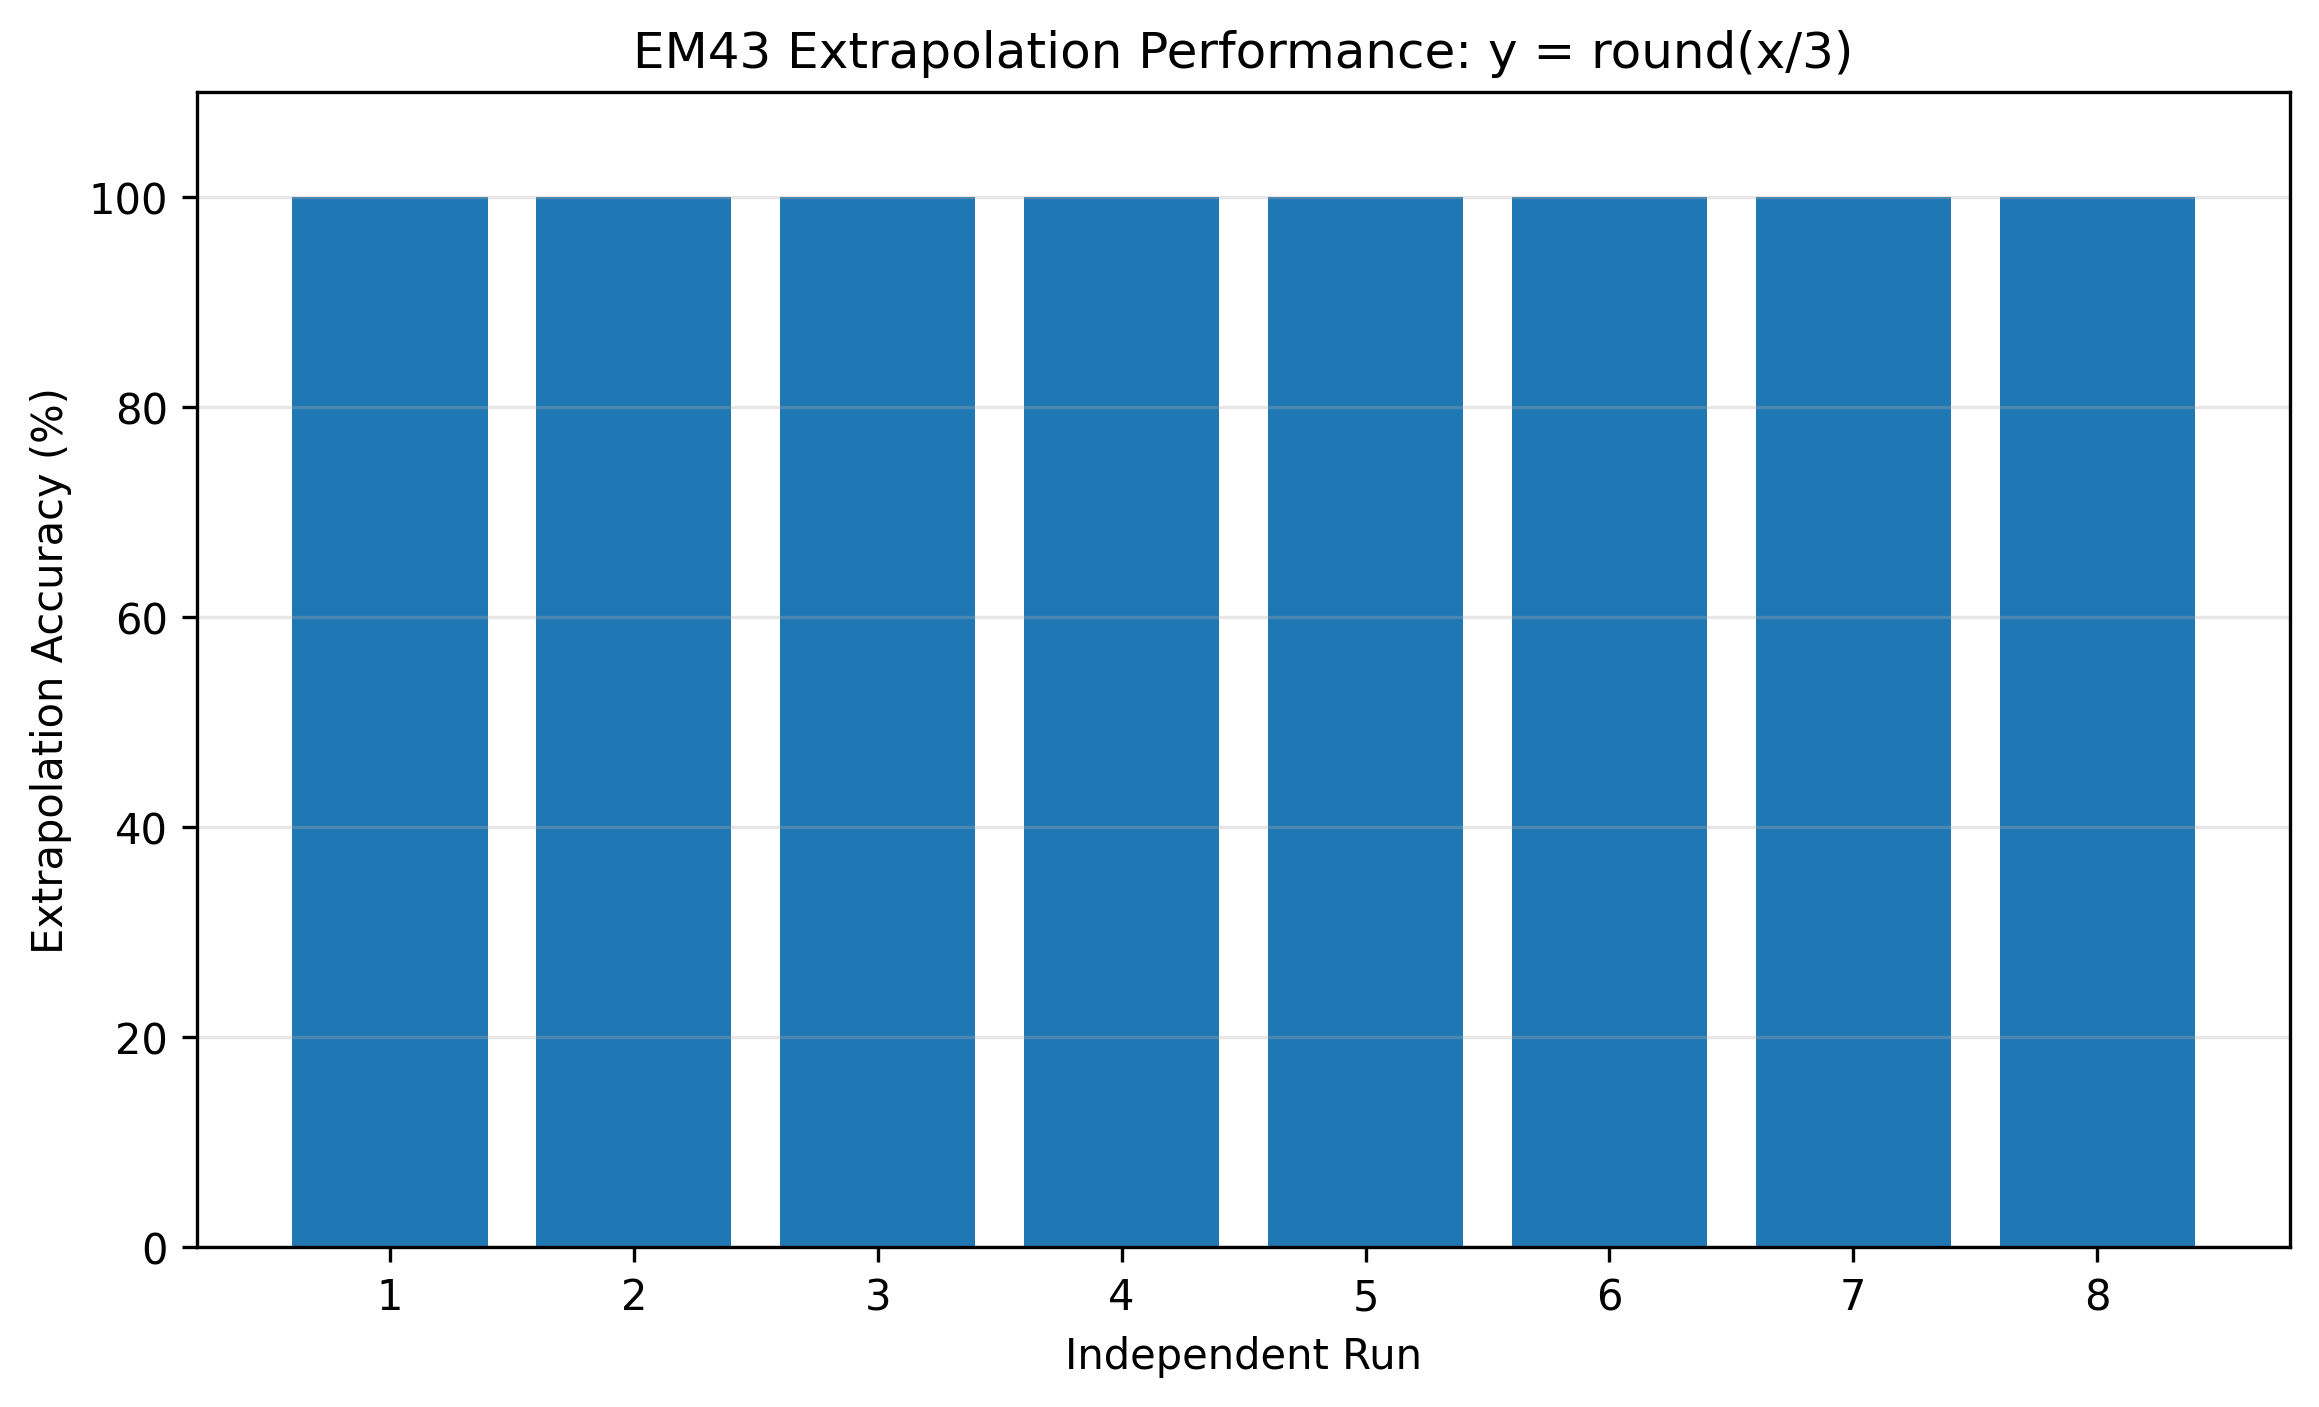 EM43 Extrapolation Performance: y = round(x/3)
Extrapolation Accuracy (%)
100
80
60
40
20
0
1 2 3 4 5 6 7 8
Independent Run